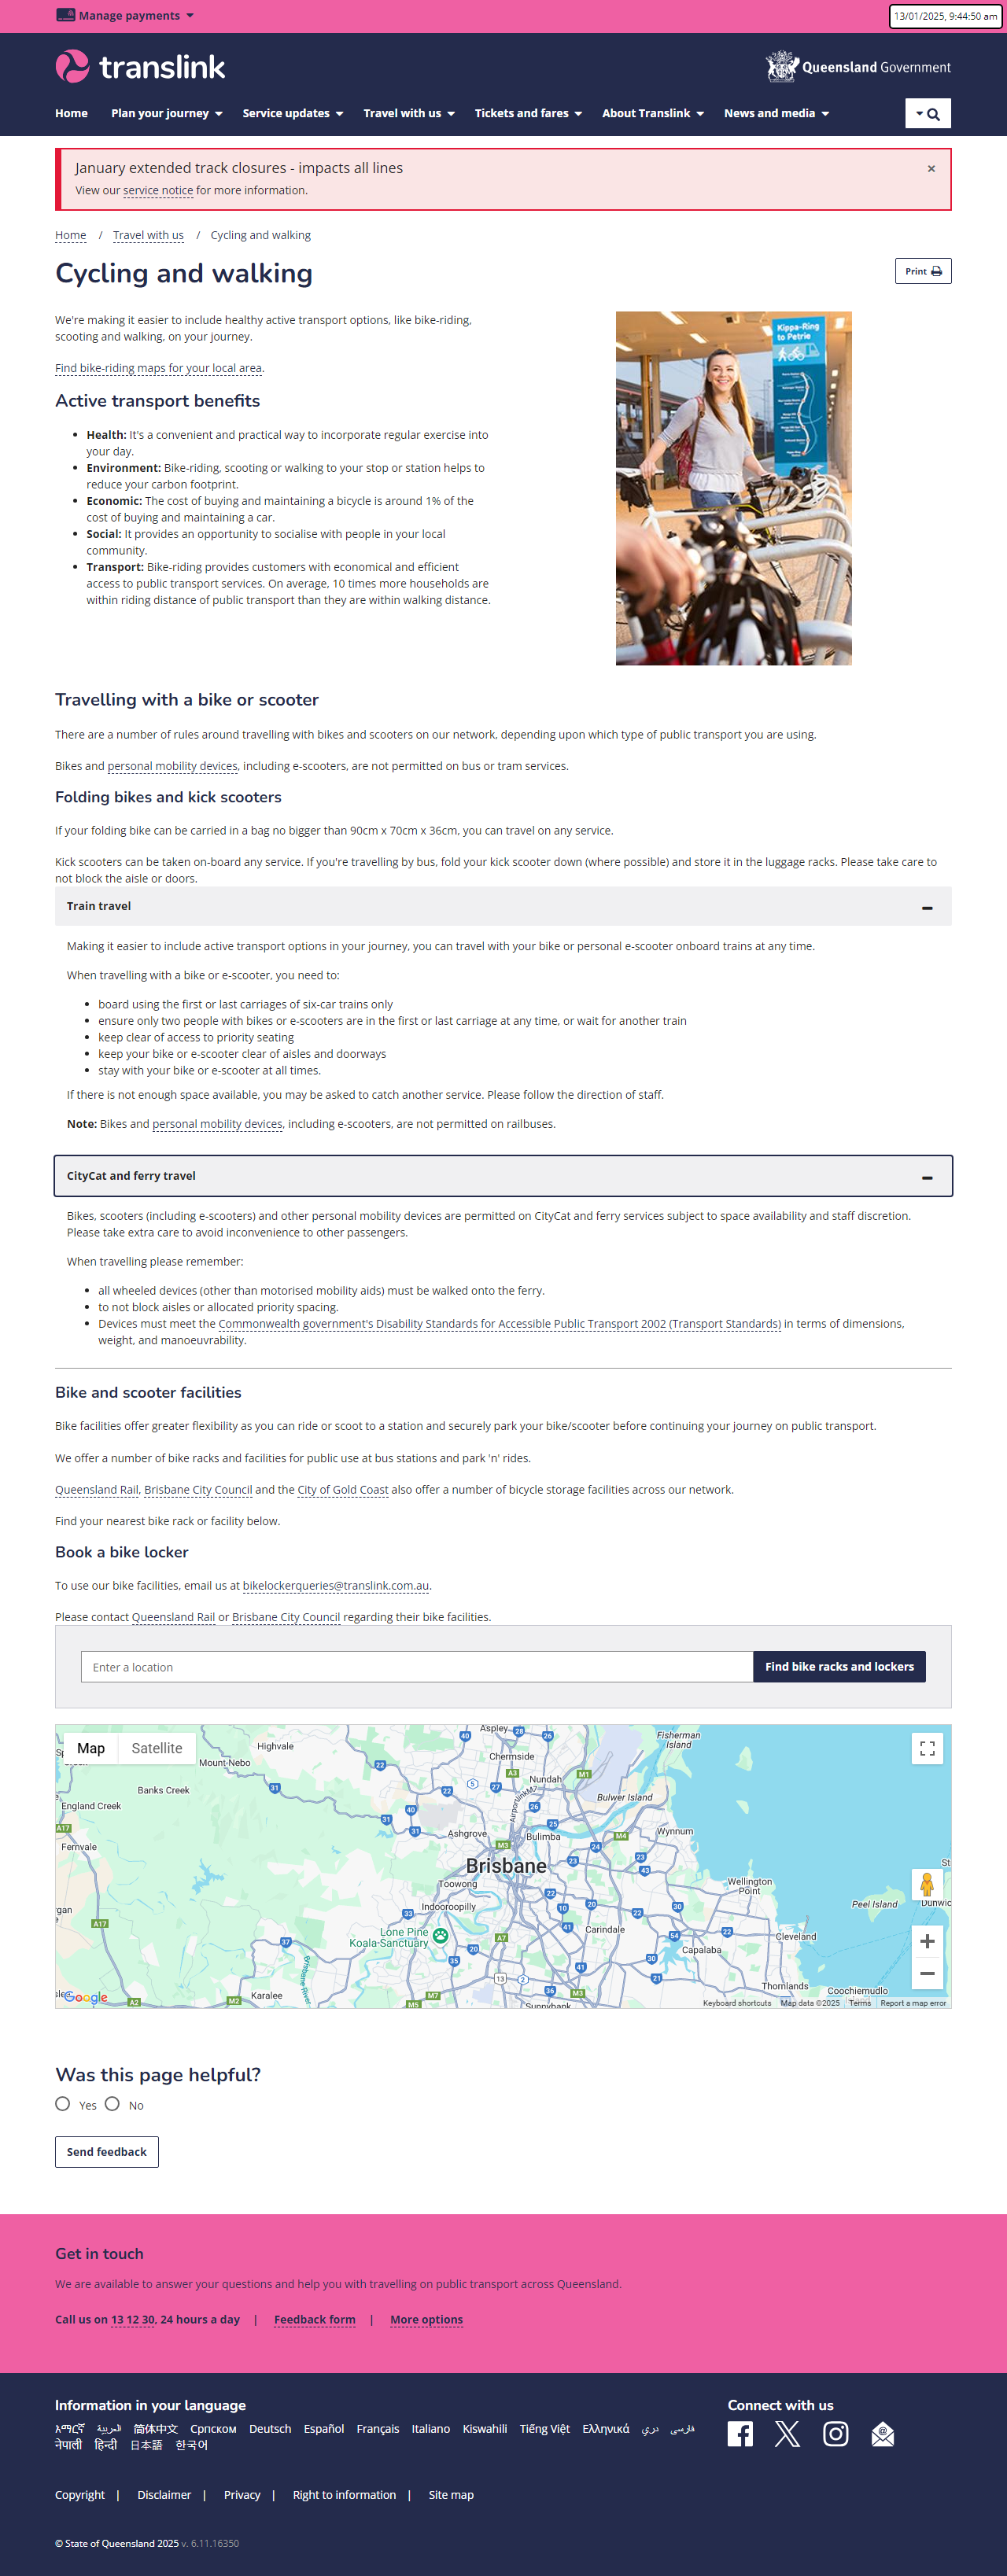 Manage payments
13/01/2025, 9:44:50 am
translink
Queensland Government
Home Plan your journey Service updates Travel with us Tickets and fares About Translink News and media
January extended track closures - impacts all lines
×
View our service notice for more information.
Home / Travel with us / Cycling and walking
Cycling and walking
Print
We're making it easier to include healthy active transport options, like bike-riding,
scooting and walking, on your journey.
Find bike-riding maps for your local area.
Kippa-Ring
to Petrie
Active transport benefits
• Health: It's a convenient and practical way to incorporate regular exercise into
your day.
• Environment: Bike-riding, scooting or walking to your stop or station helps to
reduce your carbon footprint.
• Economic: The cost of buying and maintaining a bicycle is around 1% of the
cost of buying and maintaining a car.
• Social: It provides an opportunity to socialise with people in your local
community.
• Transport: Bike-riding provides customers with economical and efficient
access to public transport services. On average, 10 times more households are
within riding distance of public transport than they are within walking distance.
Travelling with a bike or scooter
There are a number of rules around travelling with bikes and scooters on our network, depending upon which type of public transport you are using.
Bikes and personal mobility devices, including e-scooters, are not permitted on bus or tram services.
Folding bikes and kick scooters
If your folding bike can be carried in a bag no bigger than 90cm x 70cm x 36cm, you can travel on any service.
Kick scooters can be taken on-board any service. If you're travelling by bus, fold your kick scooter down (where possible) and store it in the luggage racks. Please take care to
not block the aisle or doors.
Train travel
Making it easier to include active transport options in your journey, you can travel with your bike or personal e-scooter onboard trains at any time.
When travelling with a bike or e-scooter, you need to:
• board using the first or last carriages of six-car trains only
• ensure only two people with bikes or e-scooters are in the first or last carriage at any time, or wait for another train
• keep clear of access to priority seating
• keep your bike or e-scooter clear of aisles and doorways
• stay with your bike or e-scooter at all times.
If there is not enough space available, you may be asked to catch another service. Please follow the direction of staff.
Note: Bikes and personal mobility devices, including e-scooters, are not permitted on railbuses.
CityCat and ferry travel
Bikes, scooters (including e-scooters) and other personal mobility devices are permitted on CityCat and ferry services subject to space availability and staff discretion.
Please take extra care to avoid inconvenience to other passengers.
When travelling please remember:
• all wheeled devices (other than motorised mobility aids) must be walked onto the ferry.
• to not block aisles or allocated priority spacing.
• Devices must meet the Commonwealth government's Disability Standards for Accessible Public Transport 2002 (Transport Standards) in terms of dimensions,
weight, and manoeuvrability.
Bike and scooter facilities
Bike facilities offer greater flexibility as you can ride or scoot to a station and securely park your bike/scooter before continuing your journey on public transport.
We offer a number of bike racks and facilities for public use at bus stations and park 'n' rides.
Queensland Rail, Brisbane City Council and the City of Gold Coast also offer a number of bicycle storage facilities across our network.
Find your nearest bike rack or facility below.
Book a bike locker
To use our bike facilities, email us at bikelockerqueries@translink.com.au.
Please contact Queensland Rail or Brisbane City Council regarding their bike facilities.
Enter a location
Find bike racks and lockers
Map Satellite
Aspley
Fisherman
Island
Highvale
Chermside
Mount Nebo
Nundah
Banks Creek
Bulwer Island
England Creek
AirportlinkM7
Ashgrove
Bulimba
Wynnum
Fernvale
Brisbane
Toowong
Wellington
Point
Indooroopilly
Peel Island
Dunwic
Lone Pine
Koala-Sanctuary
Carindale
Cleveland
Capalaba
Brisbane River
Thornlands
Coochiemudlo
Karalee
Sunnybank
Google
Keyboard shortcuts Map data ©2025 Terms Report a map error
Was this page helpful?
Yes No
Send feedback
Get in touch
We are available to answer your questions and help you with travelling on public transport across Queensland.
Call us on 13 12 30, 24 hours a day | Feedback form | More options
Information in your language
Connect with us
አማርኛ العربية 简体中文 Српском Deutsch Español Français Italiano Kiswahili Tiếng Việt Ελληνικά دري فارسی
नेपाली हिन्दी 日本語 한국어
Copyright | Disclaimer | Privacy | Right to information | Site map
© State of Queensland 2025 v. 6.11.16350